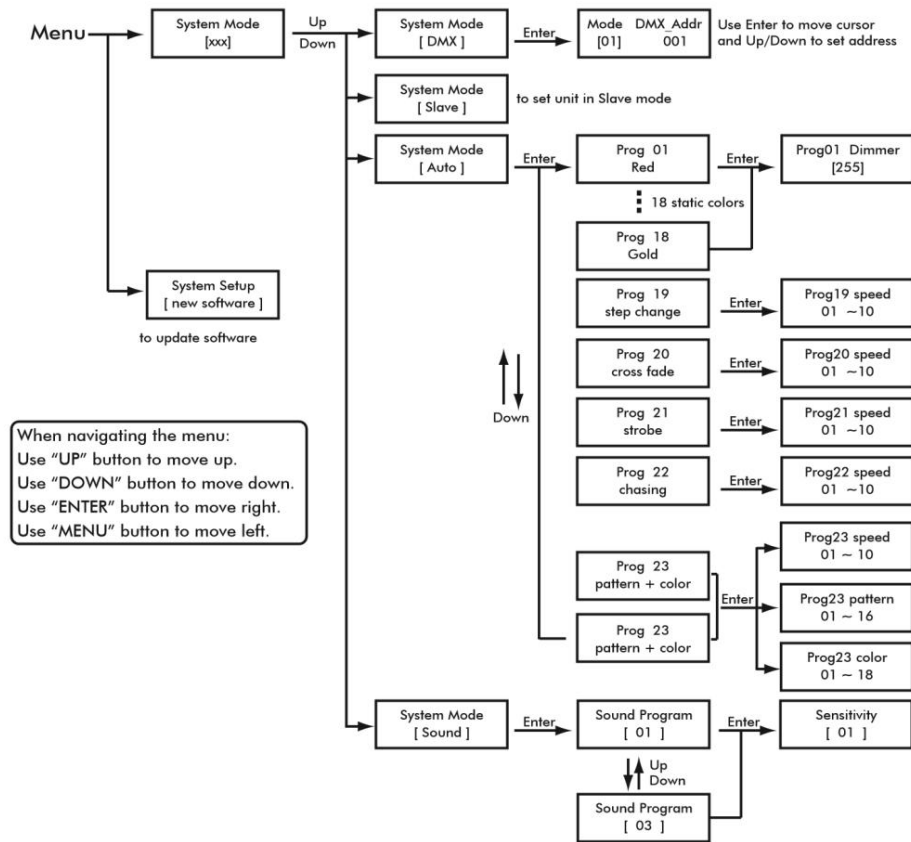 Menu
System Mode
[xxx]
Up
Down
System Mode
[ DMX ]
Enter
Mode DMX_Addr
[01] 001
Use Enter to move cursor
and Up/Down to set address
System Mode
[ Slave ]
to set unit in Slave mode
System Mode
[ Auto ]
Enter
Prog 01
Red
Enter
Prog01 Dimmer
[255]
18 static colors
Prog 18
Gold
System Setup
[ new software ]
to update software
Prog 19
step change
Enter
Prog19 speed
01 ~10
Prog 20
cross fade
Enter
Prog20 speed
01 ~10
Down
Prog 21
strobe
Enter
Prog21 speed
01 ~10
Prog 22
chasing
Enter
Prog22 speed
01 ~10
When navigating the menu:
Use “UP” button to move up.
Use “DOWN” button to move down.
Use “ENTER” button to move right.
Use “MENU” button to move left.
Prog 23
pattern + color
Prog 23
pattern + color
Enter
Prog23 speed
01 ~ 10
Prog23 pattern
01 ~ 16
Prog23 color
01 ~ 18
System Mode
[ Sound ]
Enter
Sound Program
[ 01 ]
Enter
Sensitivity
[ 01 ]
Up
Down
Sound Program
[ 03 ]